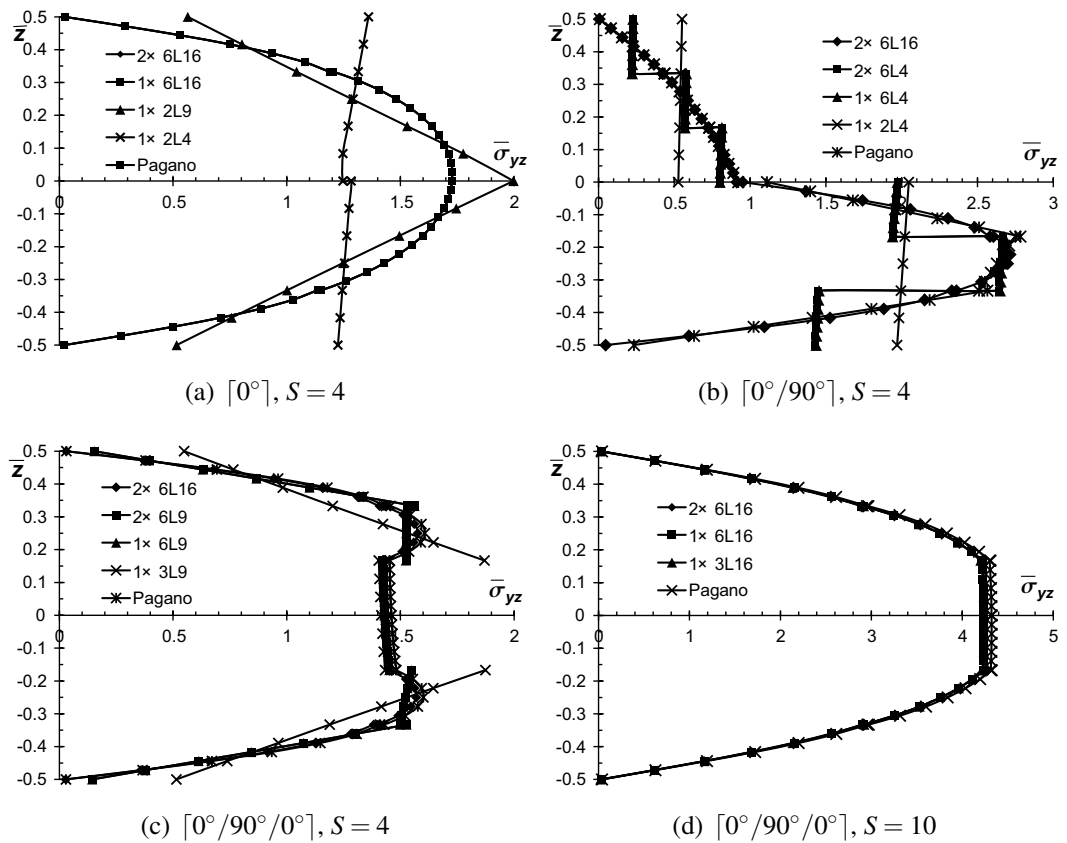 z̅
0.5
0.4
0.3
0.2
0.1
0
-0.1
-0.2
-0.3
-0.4
-0.5
0 0.5 1 1.5 2
2× 6L16
1× 6L16
1× 2L9
1× 2L4
Pagano
σ̅yz
(a) ⌈0°⌉, S = 4
z̅
0.5
0.4
0.3
0.2
0.1
0
-0.1
-0.2
-0.3
-0.4
-0.5
0 0.5 1 1.5 2 2.5 3
2× 6L16
2× 6L4
1× 6L4
1× 2L4
Pagano
σ̅yz
(b) ⌈0°/90°⌉, S = 4
z̅
0.5
0.4
0.3
0.2
0.1
0
-0.1
-0.2
-0.3
-0.4
-0.5
0 0.5 1 1.5 2
2× 6L16
2× 6L9
1× 6L9
1× 3L9
Pagano
σ̅yz
(c) ⌈0°/90°/0°⌉, S = 4
z̅
0.5
0.4
0.3
0.2
0.1
0
-0.1
-0.2
-0.3
-0.4
-0.5
0 1 2 3 4 5
2× 6L16
1× 6L16
1× 3L16
Pagano
σ̅yz
(d) ⌈0°/90°/0°⌉, S = 10